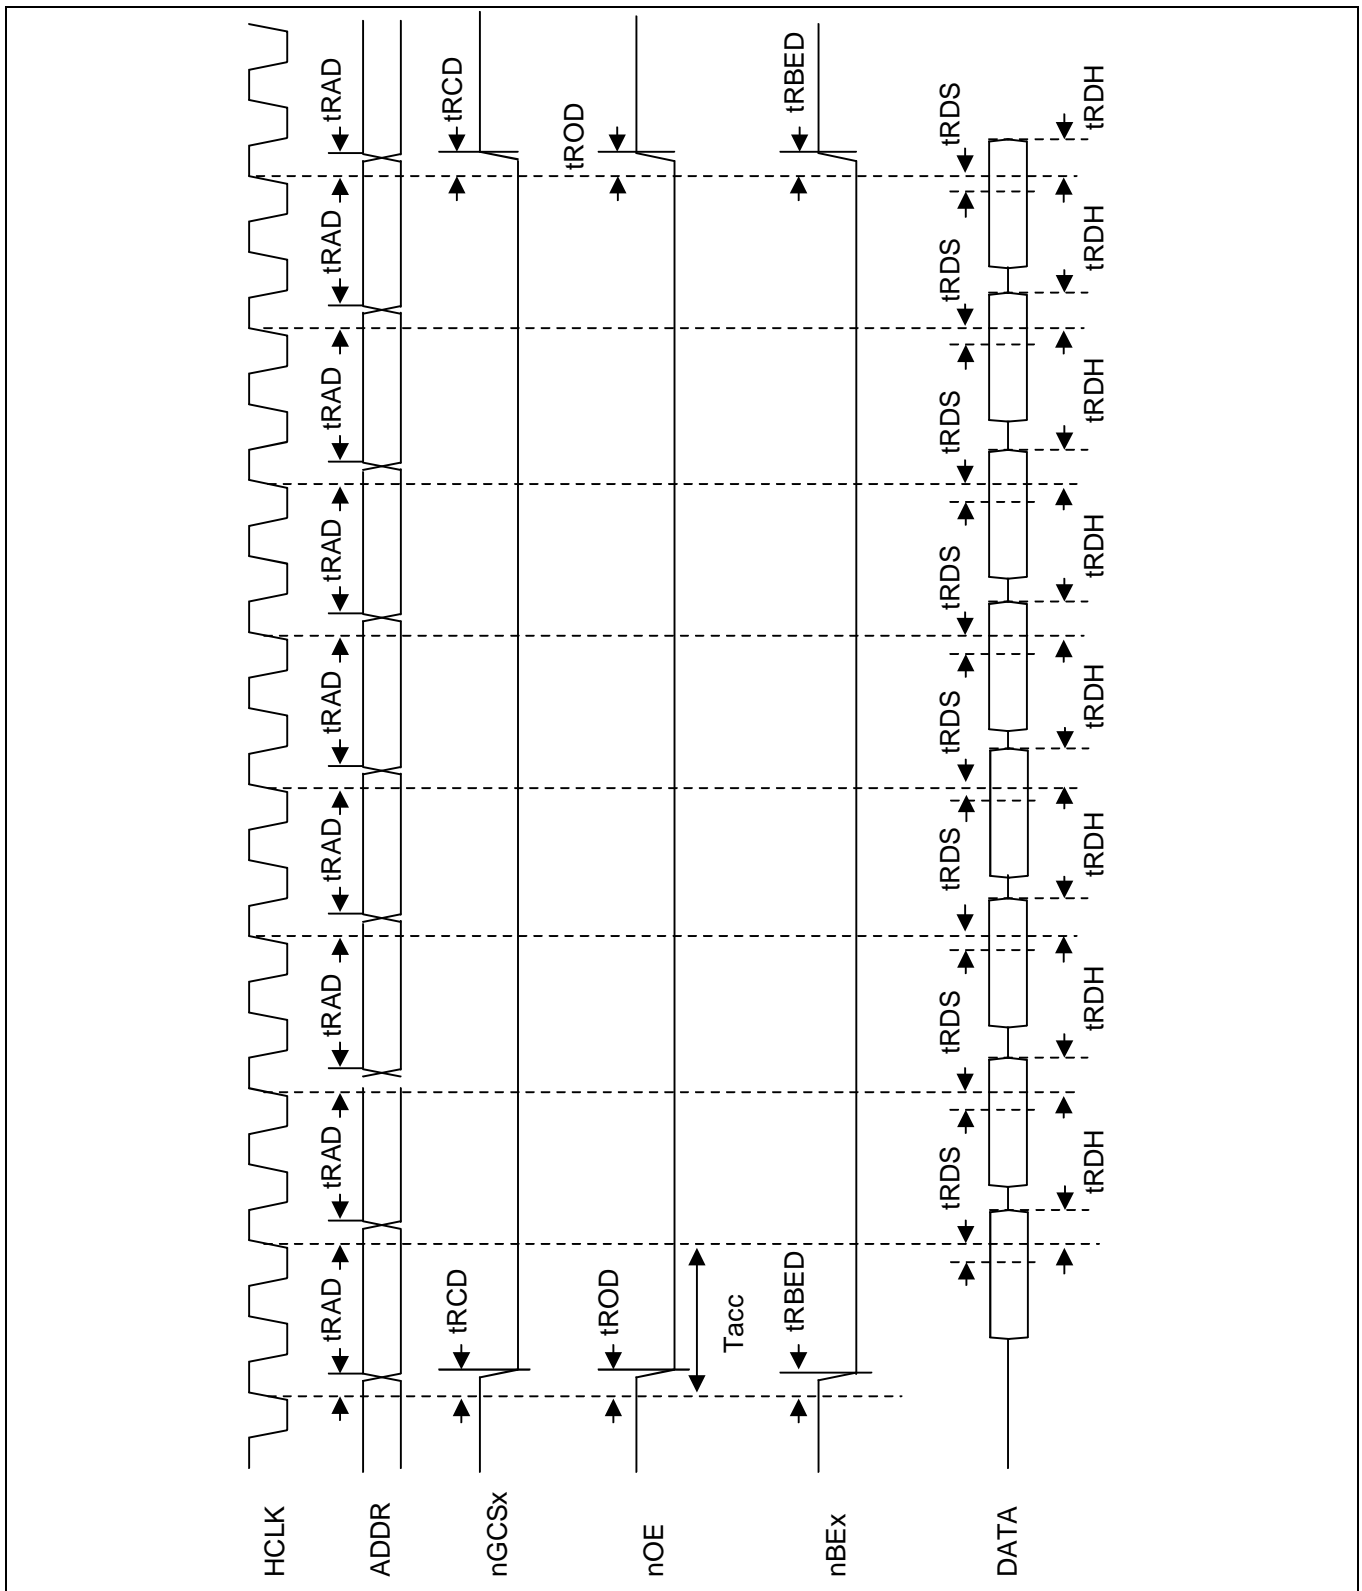 HCLK
tRAD tRAD tRAD tRAD tRAD tRAD tRAD tRAD tRAD
ADDR
tRCD tRCD
nGCSx
tROD tROD
nOE
Tacc
tRBED tRBED
nBEx
tRDS tRDS tRDS tRDS tRDS tRDS tRDS tRDS
DATA
tRDH tRDH tRDH tRDH tRDH tRDH tRDH tRDH